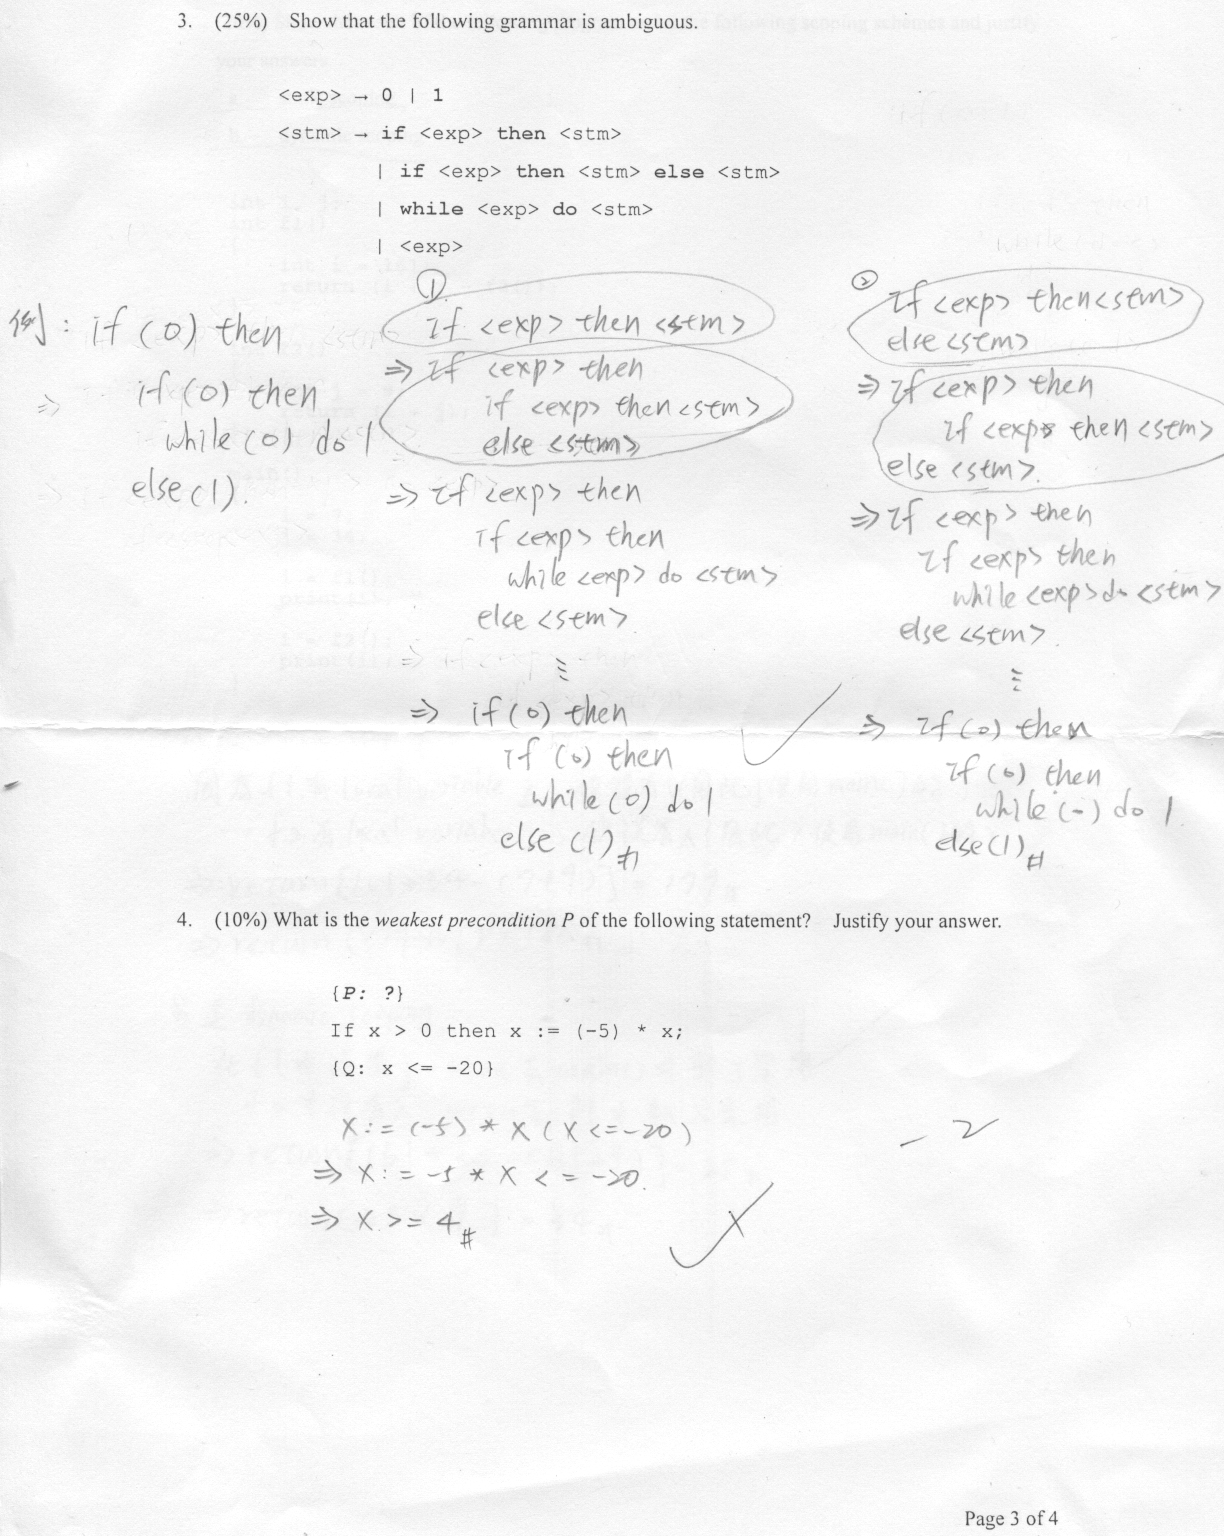 3. (25%) Show that the following grammar is ambiguous.
<exp> → 0 | 1
<stm> → if <exp> then <stm>
| if <exp> then <stm> else <stm>
| while <exp> do <stm>
| <exp>
例: if (0) then
if (0) then
while (0) do 1
else (1).
①
if <exp> then <stm>
⇒ if <exp> then
if <exp> then <stm>
else <stm>
⇒ if <exp> then
if <exp> then
while <exp> do <stm>
else <stm>
⇒ if (0) then
if (0) then
while (0) do 1
else (1) #
②
if <exp> then <stm>
else <stm>
⇒ if <exp> then
if <exp> then <stm>
else <stm>.
⇒ if <exp> then
if <exp> then
while <exp> do <stm>
else <stm>.
⇒ if (0) then
if (0) then
while (-) do 1.
else (1) #
4. (10%) What is the weakest precondition P of the following statement? Justify your answer.
{P: ?}
If x > 0 then x := (-5) * x;
{Q: x <= -20}
X := (-5) * X (X <= -20)
⇒ X := -5 * X <= -20.
⇒ X >= 4 #
-2
Page 3 of 4